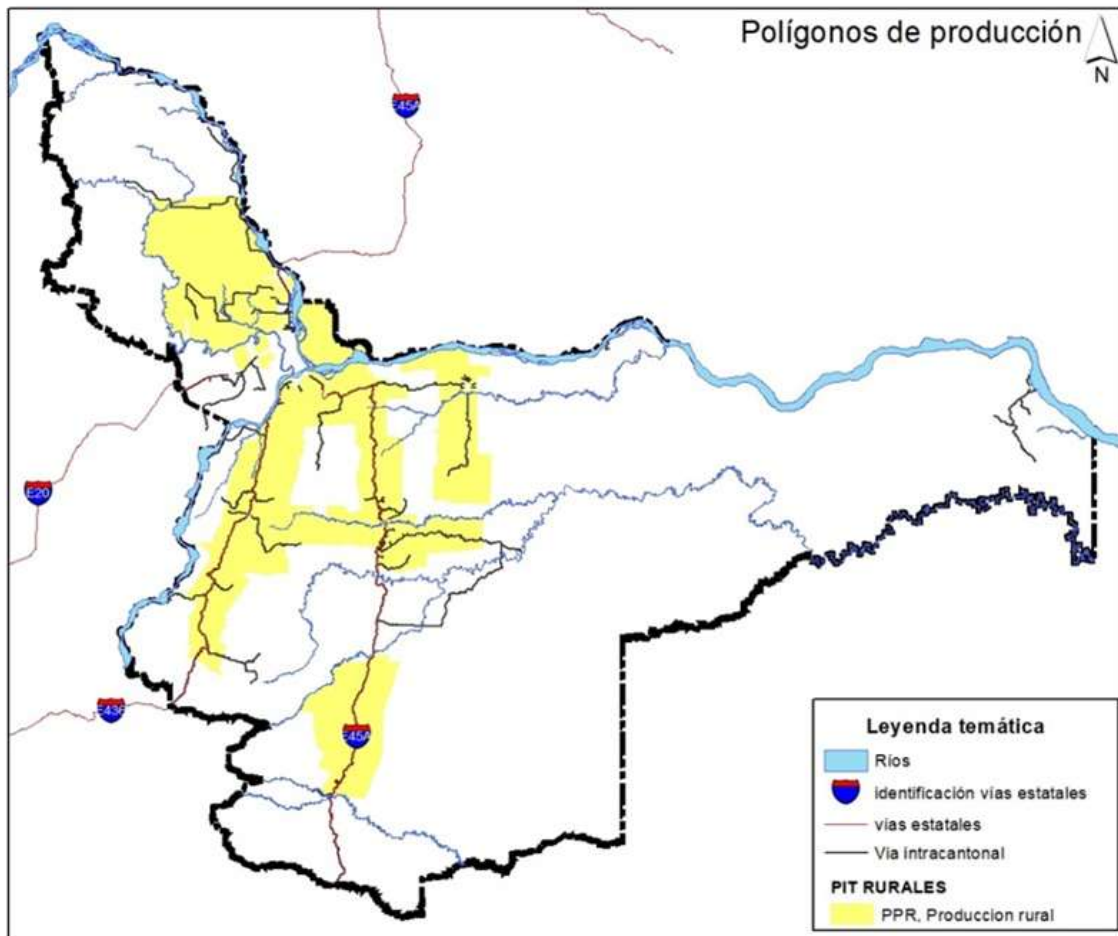 Polígonos de producción
N
E45A
E20
E436
E45A
Leyenda temática
Ríos
identificación vías estatales
vías estatales
Vía intracantonal
PIT RURALES
PPR, Produccion rural